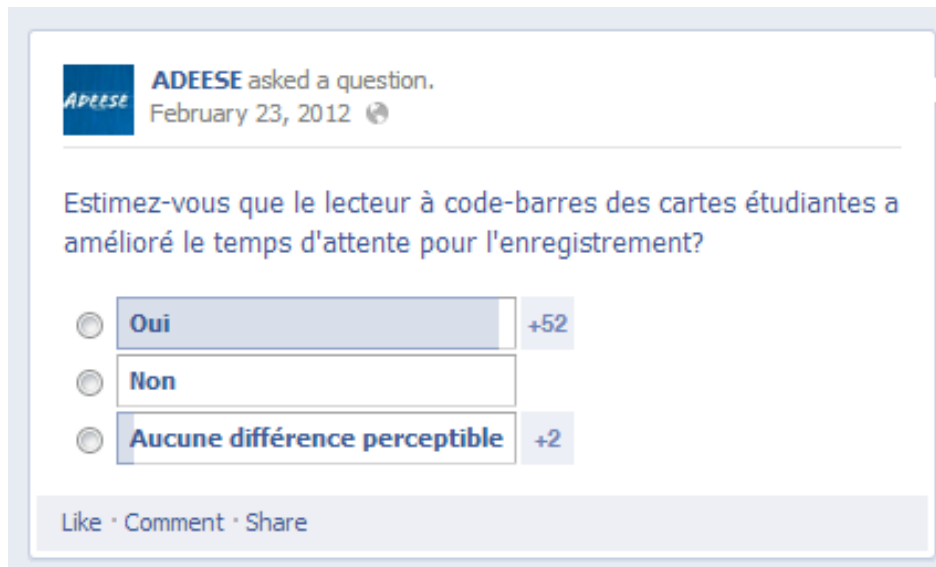 ADEESE
ADEESE asked a question.
February 23, 2012
Estimez-vous que le lecteur à code-barres des cartes étudiantes a
amélioré le temps d'attente pour l'enregistrement?
Oui +52
Non
Aucune différence perceptible +2
Like · Comment · Share